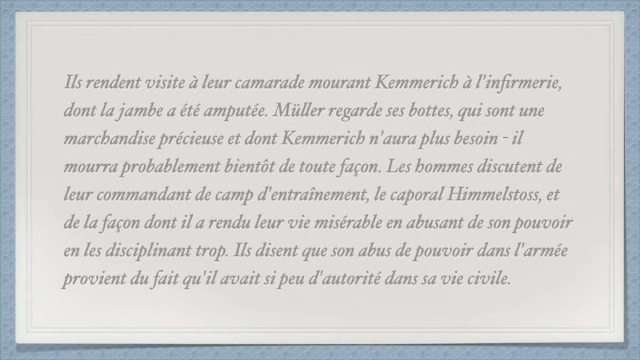 Ils rendent visite à leur camarade mourant Kemmerich à l'infirmerie,
dont la jambe a été amputée. Müller regarde ses bottes, qui sont une
marchandise précieuse et dont Kemmerich n'aura plus besoin - il
mourra probablement bientôt de toute façon. Les hommes discutent de
leur commandant de camp d'entraînement, le caporal Himmelstoss, et
de la façon dont il a rendu leur vie misérable en abusant de son pouvoir
en les disciplinant trop. Ils disent que son abus de pouvoir dans l'armée
provient du fait qu'il avait si peu d'autorité dans sa vie civile.